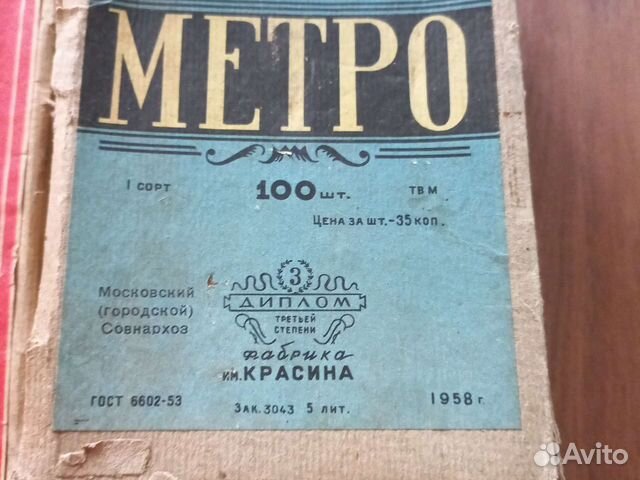 МЕТРО
I СОРТ 100 ШТ. ТВМ
ЦЕНА ЗА ШТ.-35 КОП.
3
ДИПЛОМ
ТРЕТЬЕЙ
СТЕПЕНИ
Московский
(городской)
Совнархоз
Фабрика
ИМ. КРАСИНА
ГОСТ 6602-53
ЗАК. 3043 5 ЛИТ.
1958 г.
Avito